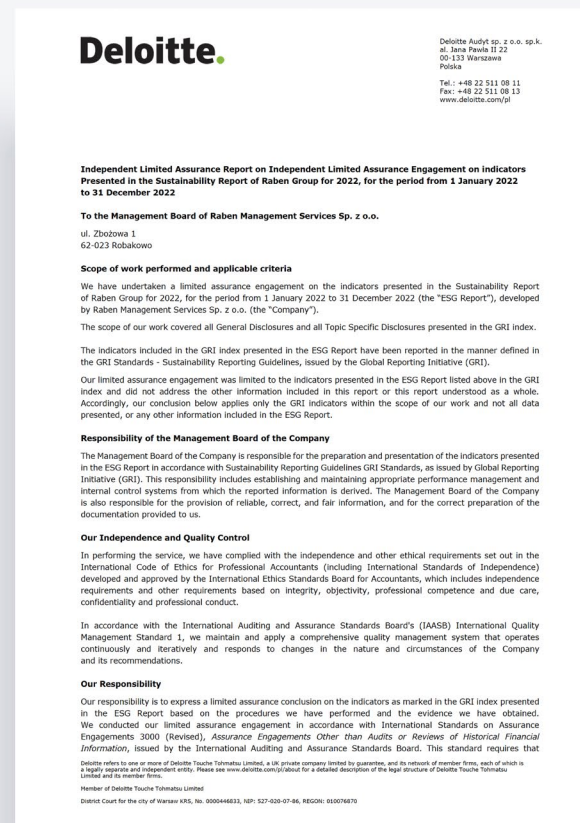 Deloitte.
Deloitte Audyt sp. z o.o. sp.k.
al. Jana Pawła II 22
00-133 Warszawa
Polska
Tel.: +48 22 511 08 11
Fax: +48 22 511 08 13
www.deloitte.com/pl
Independent Limited Assurance Report on Independent Limited Assurance Engagement on indicators
Presented in the Sustainability Report of Raben Group for 2022, for the period from 1 January 2022
to 31 December 2022
To the Management Board of Raben Management Services Sp. z o.o.
ul. Zbożowa 1
62-023 Robakowo
Scope of work performed and applicable criteria
We have undertaken a limited assurance engagement on the indicators presented in the Sustainability Report
of Raben Group for 2022, for the period from 1 January 2022 to 31 December 2022 (the “ESG Report”), developed
by Raben Management Services Sp. z o.o. (the “Company”).
The scope of our work covered all General Disclosures and all Topic Specific Disclosures presented in the GRI index.
The indicators included in the GRI index presented in the ESG Report have been reported in the manner defined in
the GRI Standards - Sustainability Reporting Guidelines, issued by the Global Reporting Initiative (GRI).
Our limited assurance engagement was limited to the indicators presented in the ESG Report listed above in the GRI
index and did not address the other information included in this report or this report understood as a whole.
Accordingly, our conclusion below applies only the GRI indicators within the scope of our work and not all data
presented, or any other information included in the ESG Report.
Responsibility of the Management Board of the Company
The Management Board of the Company is responsible for the preparation and presentation of the indicators presented
in the ESG Report in accordance with Sustainability Reporting Guidelines GRI Standards, as issued by Global Reporting
Initiative (GRI). This responsibility includes establishing and maintaining appropriate performance management and
internal control systems from which the reported information is derived. The Management Board of the Company
is also responsible for the provision of reliable, correct, and fair information, and for the correct preparation of the
documentation provided to us.
Our Independence and Quality Control
In performing the service, we have complied with the independence and other ethical requirements set out in the
International Code of Ethics for Professional Accountants (including International Standards of Independence)
developed and approved by the International Ethics Standards Board for Accountants, which includes independence
requirements and other requirements based on integrity, objectivity, professional competence and due care,
confidentiality and professional conduct.
In accordance with the International Auditing and Assurance Standards Board's (IAASB) International Quality
Management Standard 1, we maintain and apply a comprehensive quality management system that operates
continuously and iteratively and responds to changes in the nature and circumstances of the Company
and its recommendations.
Our Responsibility
Our responsibility is to express a limited assurance conclusion on the indicators as marked in the GRI index presented
in the ESG Report based on the procedures we have performed and the evidence we have obtained.
We conducted our limited assurance engagement in accordance with International Standards on Assurance
Engagements 3000 (Revised), Assurance Engagements Other than Audits or Reviews of Historical Financial
Information, issued by the International Auditing and Assurance Standards Board. This standard requires that
Deloitte refers to one or more of Deloitte Touche Tohmatsu Limited, a UK private company limited by guarantee, and its network of member firms, each of which is
a legally separate and independent entity. Please see www.deloitte.com/pl/about for a detailed description of the legal structure of Deloitte Touche Tohmatsu
Limited and its member firms.
Member of Deloitte Touche Tohmatsu Limited
District Court for the city of Warsaw KRS, No. 0000446833, NIP: 527-020-07-86, REGON: 010076870